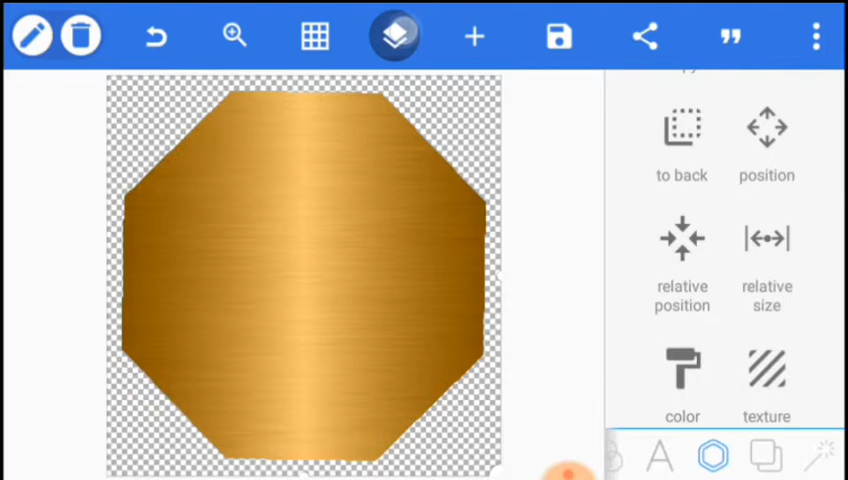 to back
position
relative
position
relative
size
color
texture